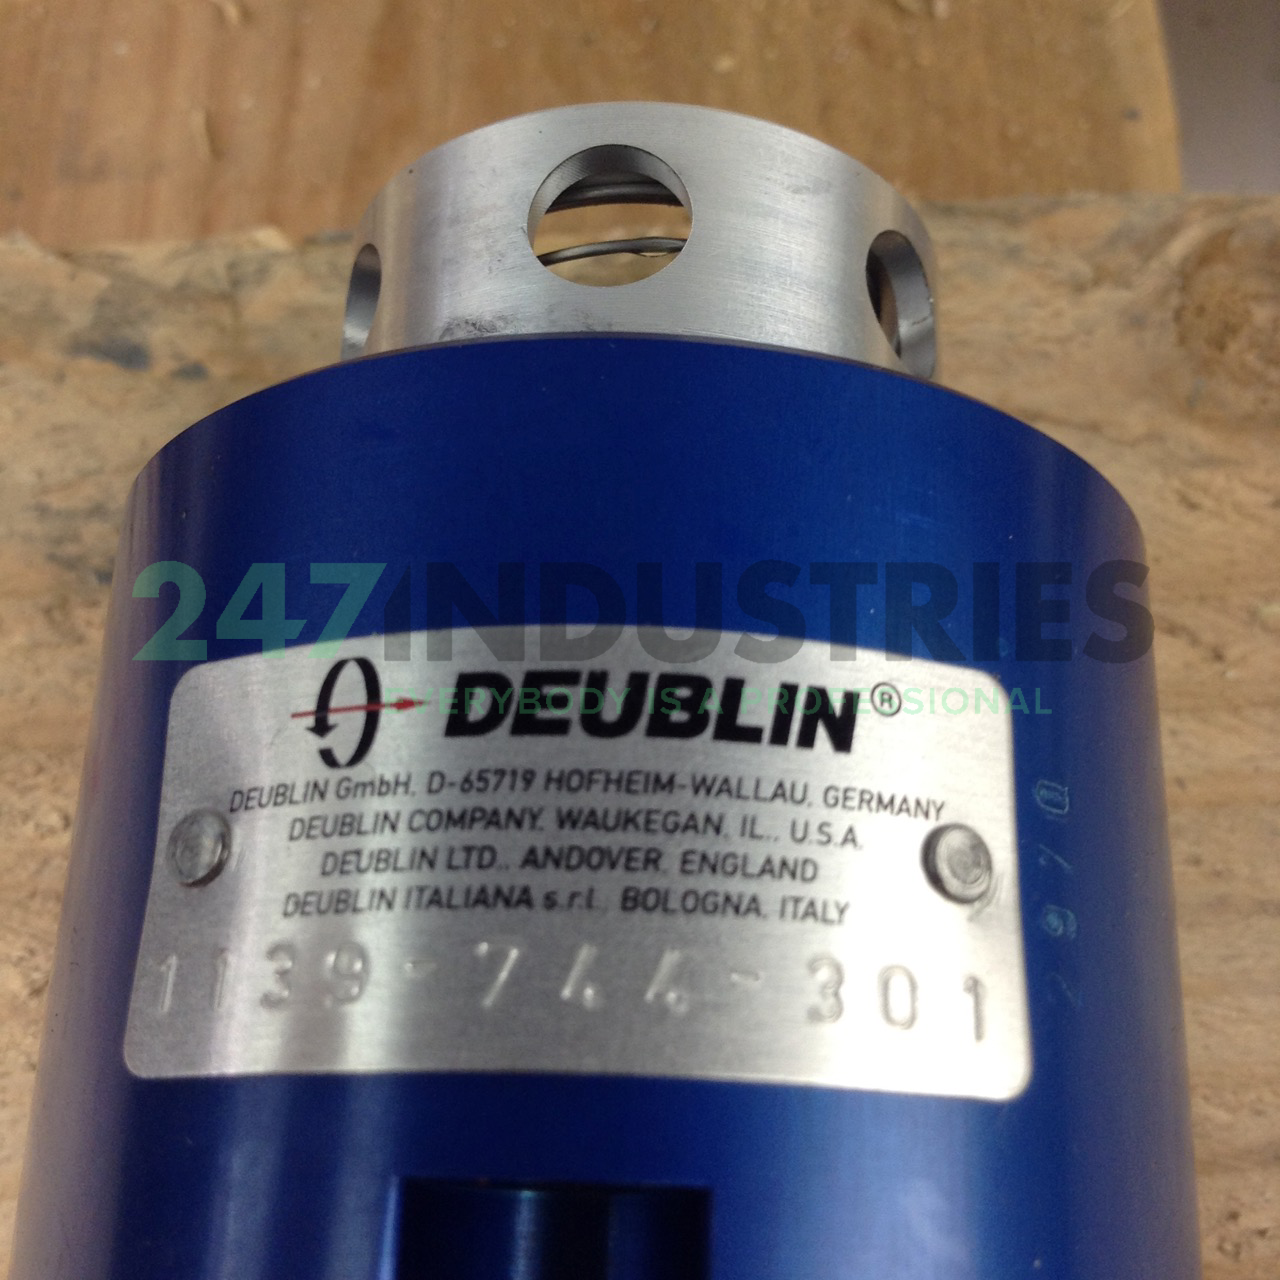 247INDUSTRIES
EVERYBODY IS A PROFESSIONAL
DEUBLIN®
DEUBLIN GmbH, D-65719 HOFHEIM-WALLAU, GERMANY
DEUBLIN COMPANY, WAUKEGAN, IL., U.S.A.
DEUBLIN LTD., ANDOVER, ENGLAND
DEUBLIN ITALIANA s.r.l., BOLOGNA, ITALY
1139-744-301